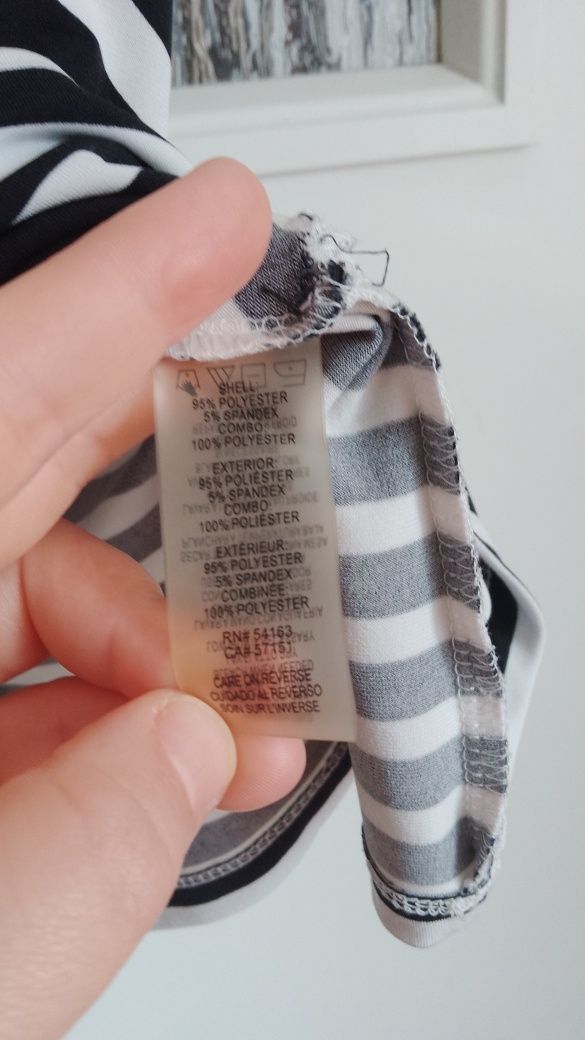 SHELL:
95% POLYESTER
5% SPANDEX
COMBO
100% POLYESTER
EXTERIOR:
95% POLIÉSTER
5% SPANDEX
COMBO:
100% POLIÉSTER
EXTÉRIEUR:
95% POLYESTER
5% SPANDEX
COMBINÉE:
100% POLYESTER
RN# 54163
CA# 57151
CARE ON REVERSE
CUIDADO AL REVERSO
SOIN SUR L'INVERSE